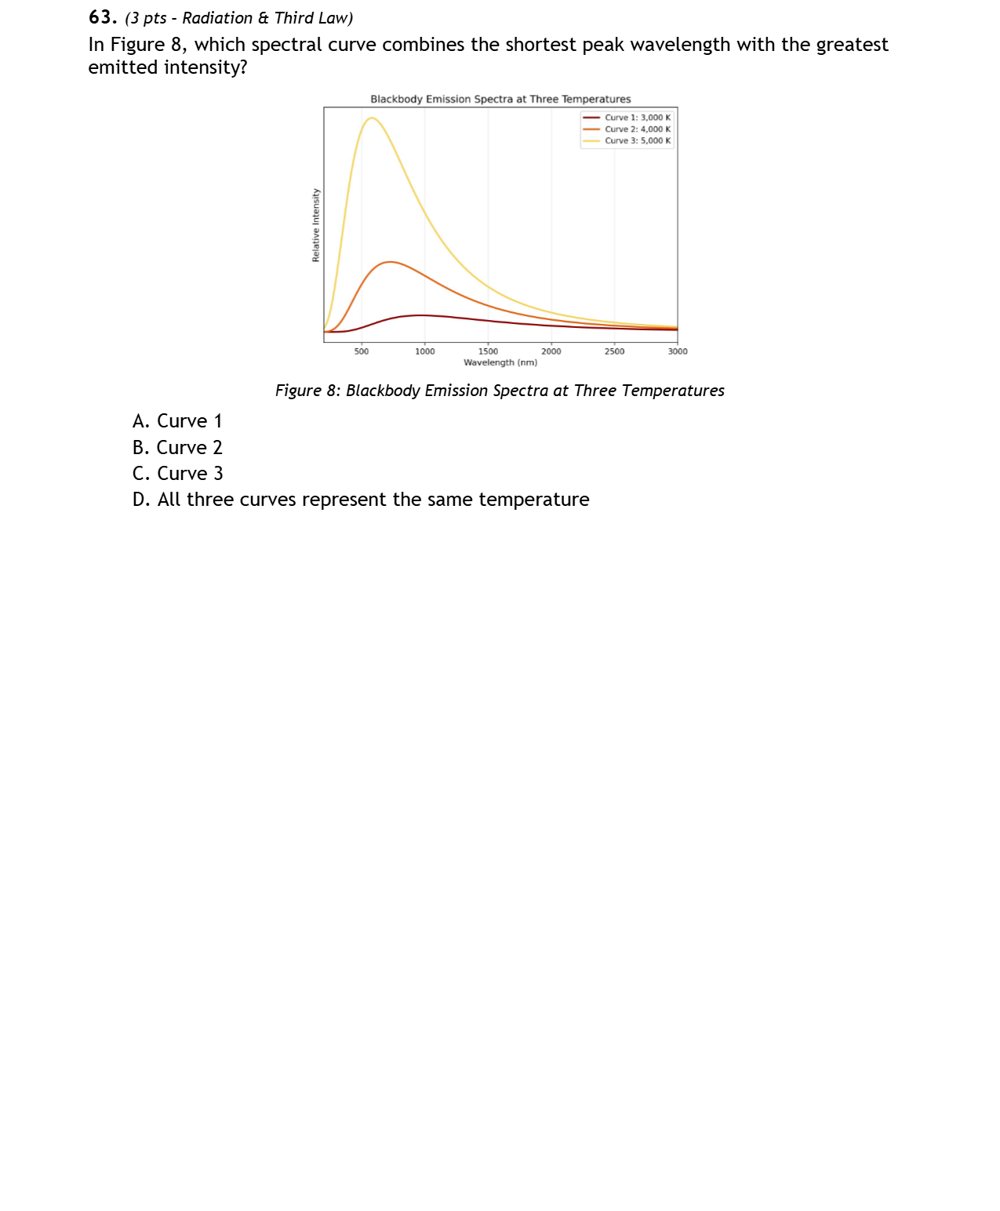 63. (3 pts - Radiation & Third Law)
In Figure 8, which spectral curve combines the shortest peak wavelength with the greatest
emitted intensity?
Blackbody Emission Spectra at Three Temperatures
Curve 1: 3,000 K
Curve 2: 4,000 K
Curve 3: 5,000 K
Relative Intensity
500 1000 1500 2000 2500 3000
Wavelength (nm)
Figure 8: Blackbody Emission Spectra at Three Temperatures
A. Curve 1
B. Curve 2
C. Curve 3
D. All three curves represent the same temperature